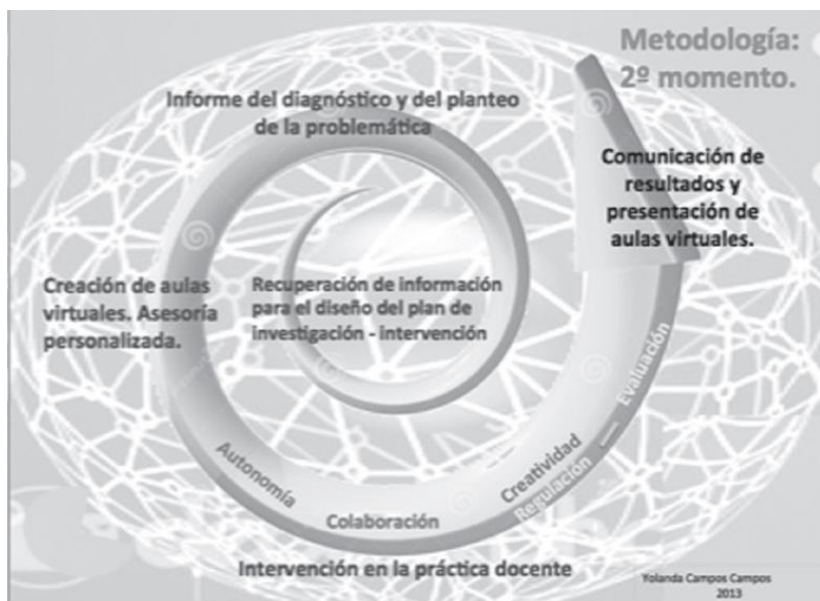 Metodología:
2º momento.
Informe del diagnóstico y del planteo
de la problemática
Comunicación de
resultados y
presentación de
aulas virtuales.
Creación de aulas
virtuales. Asesoría
personalizada.
Recuperación de información
para el diseño del plan de
investigación - intervención
Autonomía
Colaboración
Creatividad
Regulación — Evaluación
Intervención en la práctica docente
Yolanda Campos Campos
2013